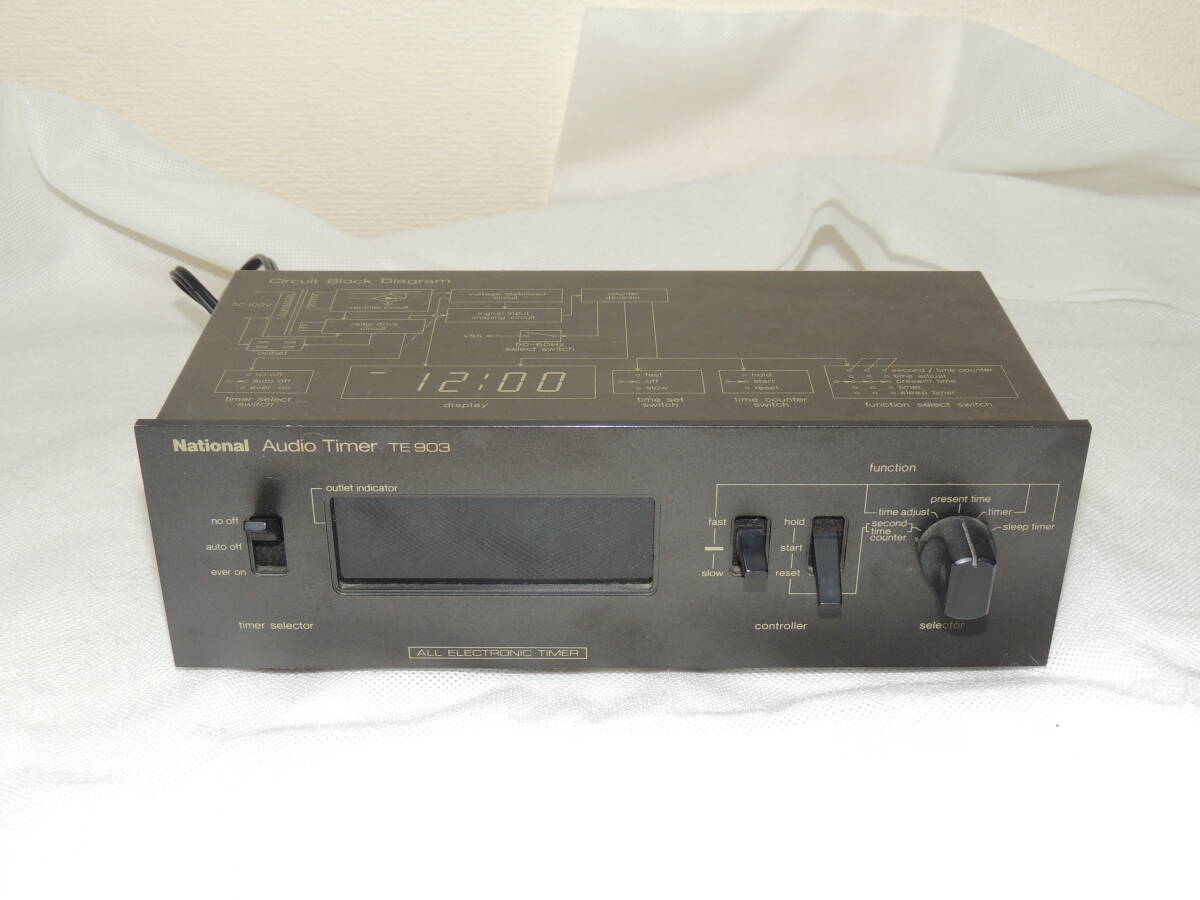 Circuit Block Diagram
AC 100V
rectifier circuit
voltage stabilized
circuit
counter
decoder
relay drive
circuit
signal input
shaping circuit
VSS
50-60Hz
select switch
outlet
no off
auto off
ever on
timer select
switch
12:00
display
fast
off
slow
time set
switch
hold
start
reset
time counter
switch
second / time counter
time adjust
present time
timer
sleep timer
function select switch
National Audio Timer TE 903
function
outlet indicator
present time
time adjust
timer
no off
fast
hold
second
time
counter
sleep timer
auto off
start
ever on
slow
reset
timer selector
controller
selector
ALL ELECTRONIC TIMER